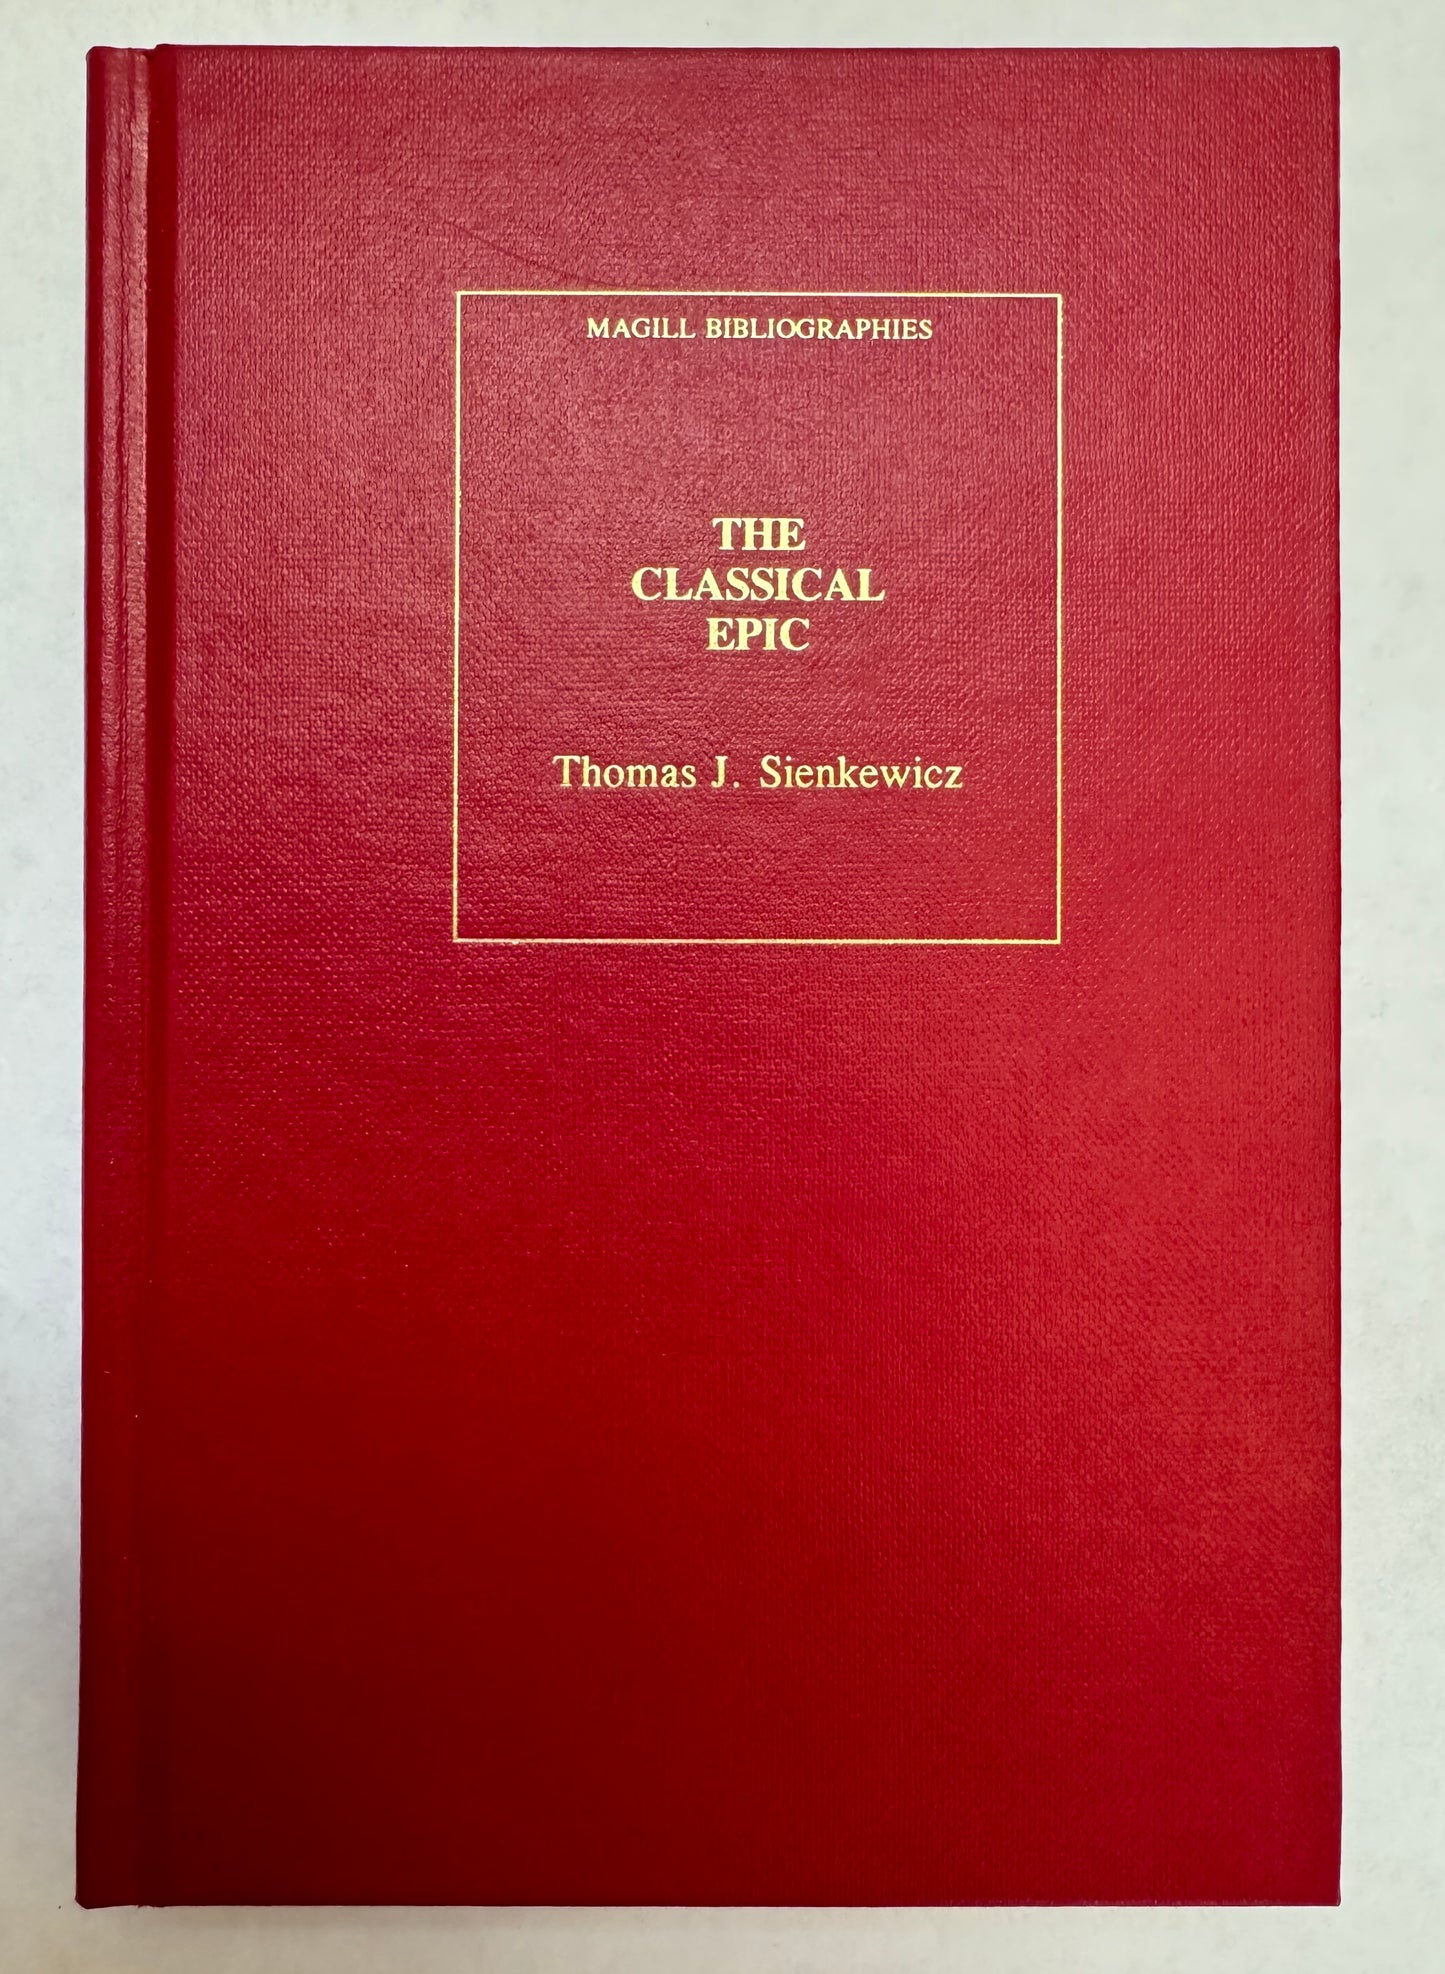 MAGILL BIBLIOGRAPHIES
THE
CLASSICAL
EPIC
Thomas J. Sienkewicz